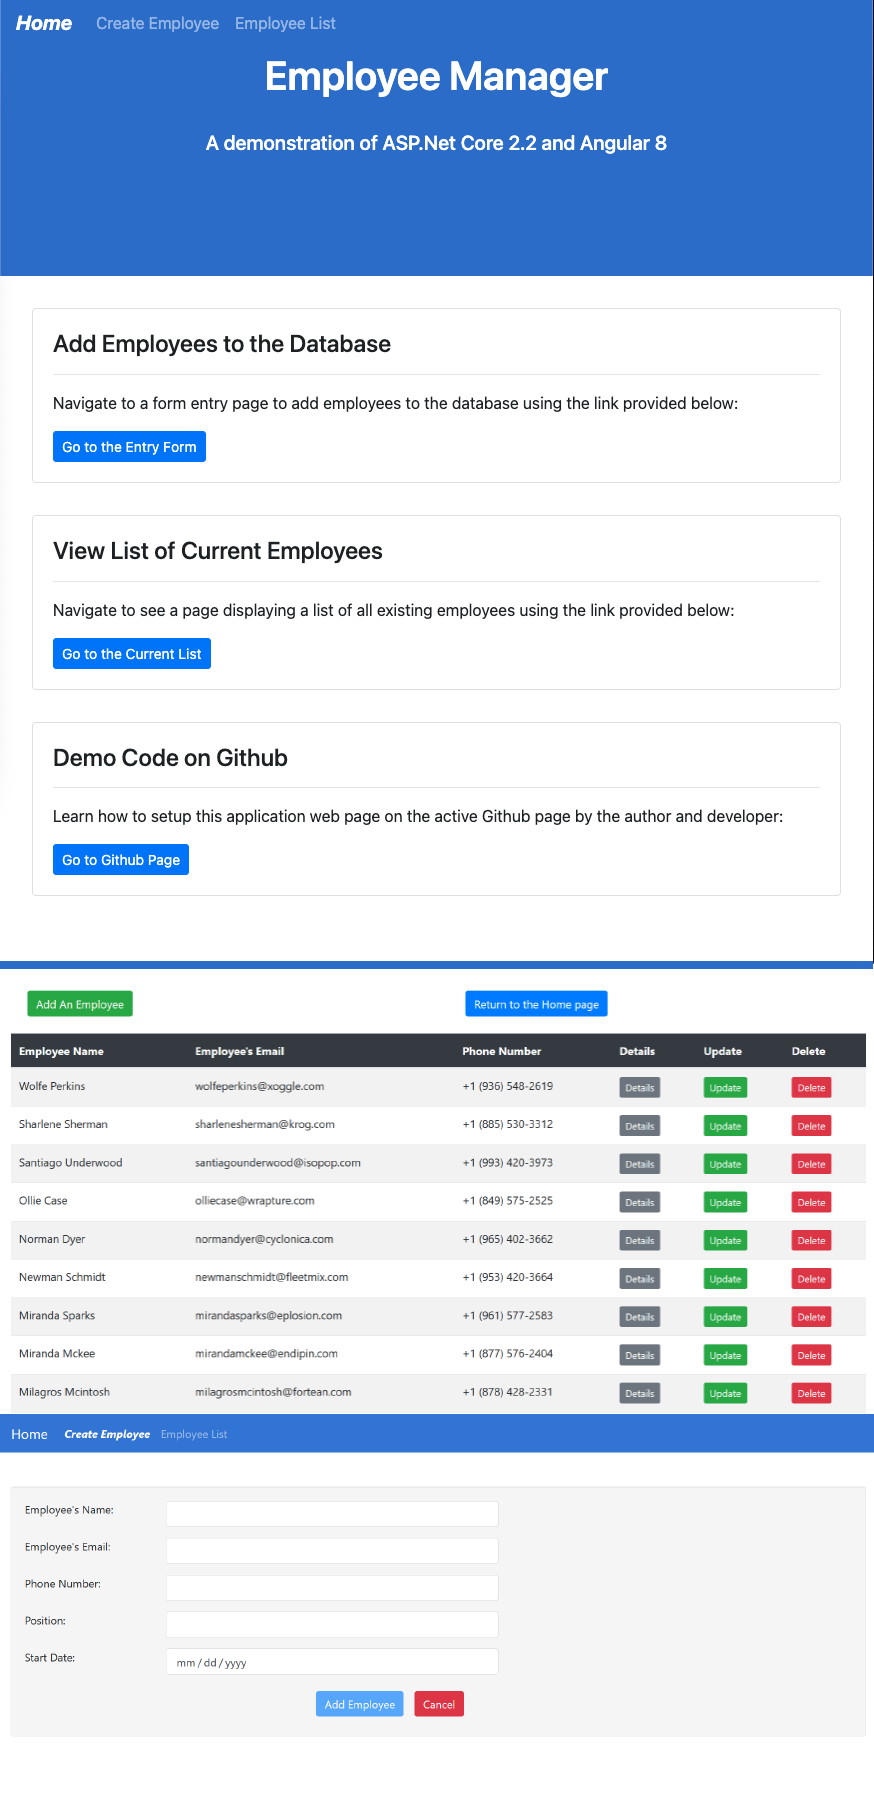 Home Create Employee Employee List
Employee Manager
A demonstration of ASP.Net Core 2.2 and Angular 8
Add Employees to the Database
Navigate to a form entry page to add employees to the database using the link provided below:
Go to the Entry Form
View List of Current Employees
Navigate to see a page displaying a list of all existing employees using the link provided below:
Go to the Current List
Demo Code on Github
Learn how to setup this application web page on the active Github page by the author and developer:
Go to Github Page
Add An Employee Return to the Home page
Employee Name Employee's Email Phone Number Details Update Delete
Wolfe Perkins wolfeperkins@xoggle.com +1 (936) 548-2619 Details Update Delete
Sharlene Sherman sharlenesherman@krog.com +1 (885) 530-3312 Details Update Delete
Santiago Underwood santiagounderwood@isopop.com +1 (993) 420-3973 Details Update Delete
Ollie Case olliecase@wrapture.com +1 (849) 575-2525 Details Update Delete
Norman Dyer normandyer@cyclonica.com +1 (965) 402-3662 Details Update Delete
Newman Schmidt newmanschmidt@fleetmix.com +1 (953) 420-3664 Details Update Delete
Miranda Sparks mirandasparks@eplosion.com +1 (961) 577-2583 Details Update Delete
Miranda Mckee mirandamckee@endipin.com +1 (877) 576-2404 Details Update Delete
Milagros Mcintosh milagrosmcintosh@fortean.com +1 (878) 428-2331 Details Update Delete
Home Create Employee Employee List
Employee's Name:
Employee's Email:
Phone Number:
Position:
Start Date: mm/dd/yyyy
Add Employee Cancel